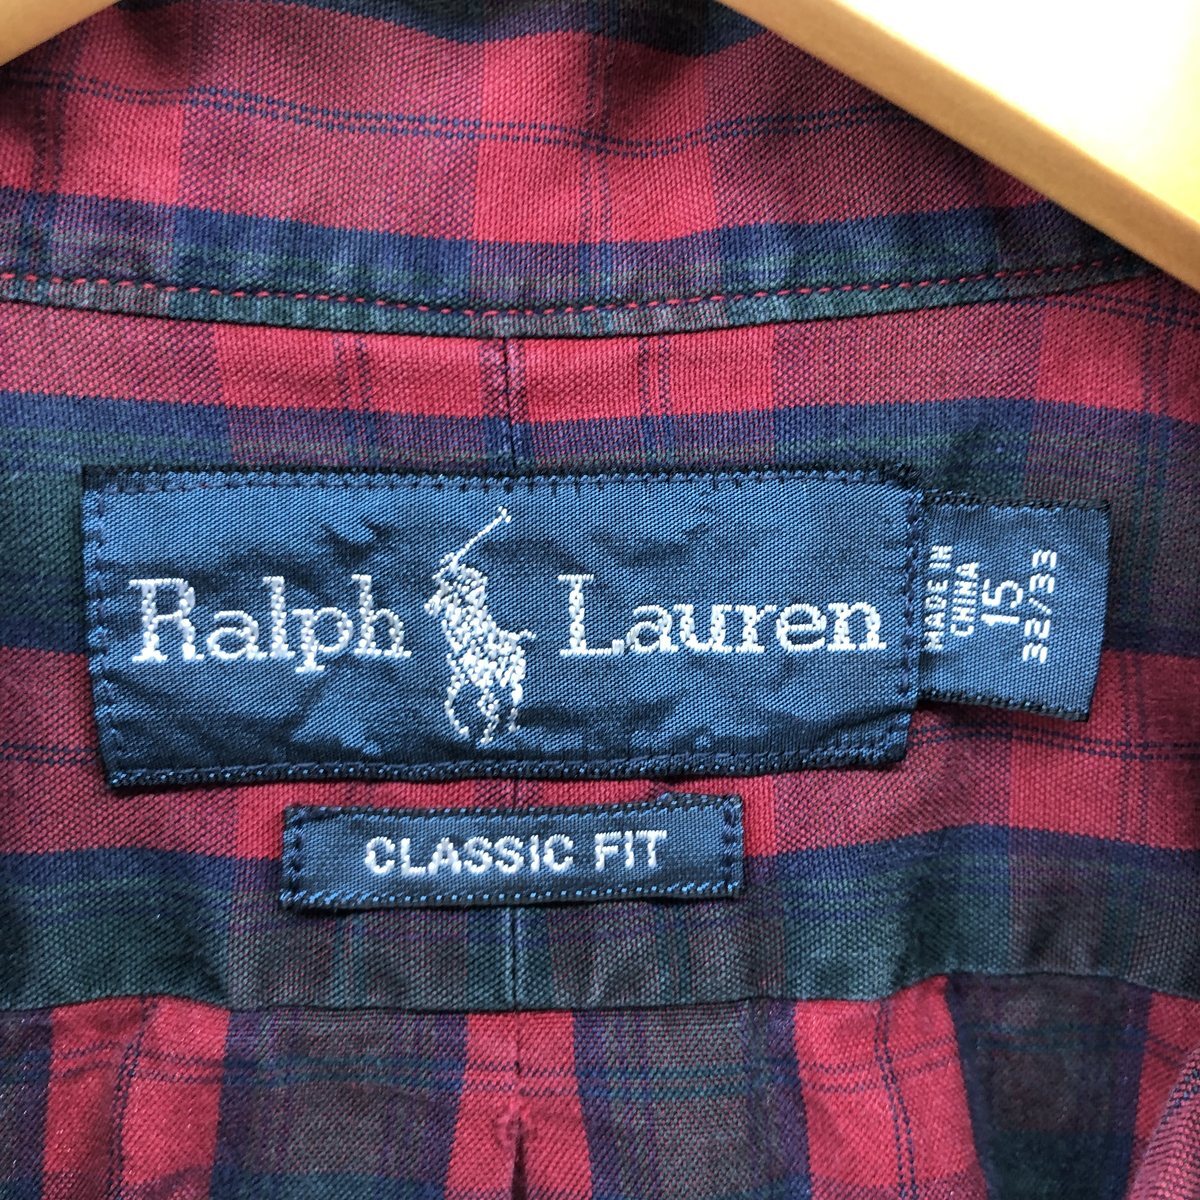 Ralph Lauren
MADE IN
CHINA
15
32/33
CLASSIC FIT